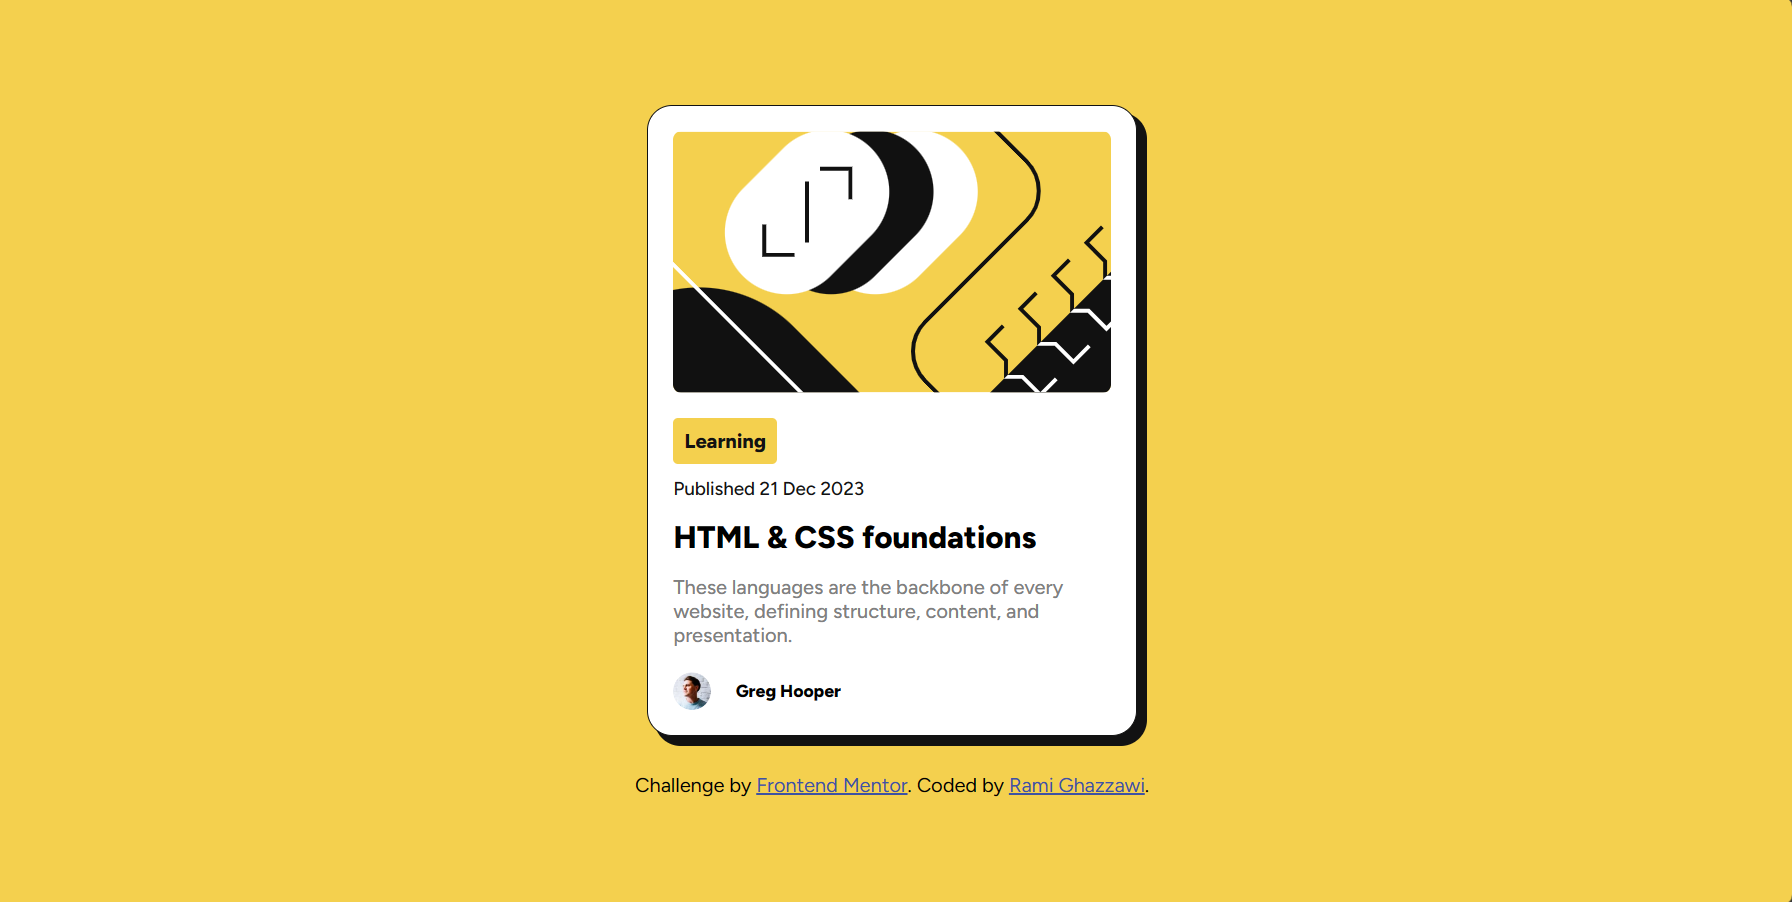 Learning
Published 21 Dec 2023
HTML & CSS foundations
These languages are the backbone of every
website, defining structure, content, and
presentation.
Greg Hooper
Challenge by Frontend Mentor. Coded by Rami Ghazzawi.